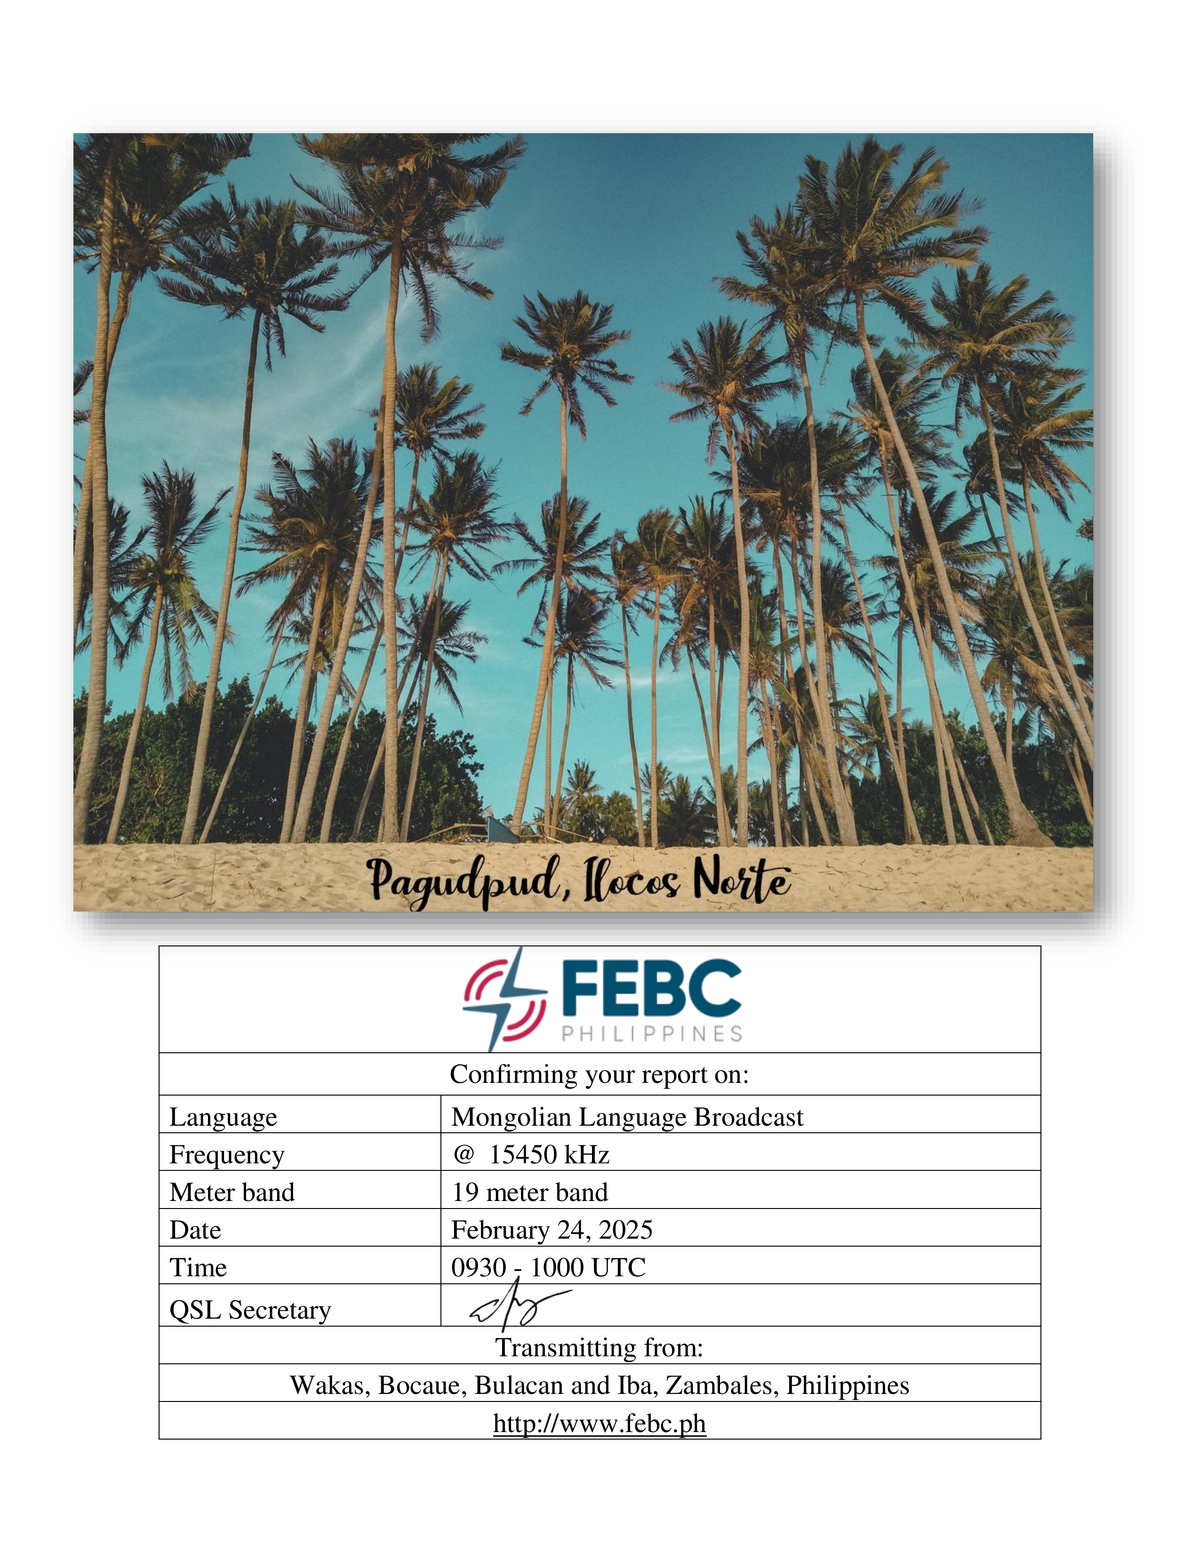 Pagudpud, Ilocos Norte
FEBC
PHILIPPINES
Confirming your report on:
Language Mongolian Language Broadcast
Frequency @ 15450 kHz
Meter band 19 meter band
Date February 24, 2025
Time 0930 - 1000 UTC
QSL Secretary
Transmitting from:
Wakas, Bocaue, Bulacan and Iba, Zambales, Philippines
http://www.febc.ph